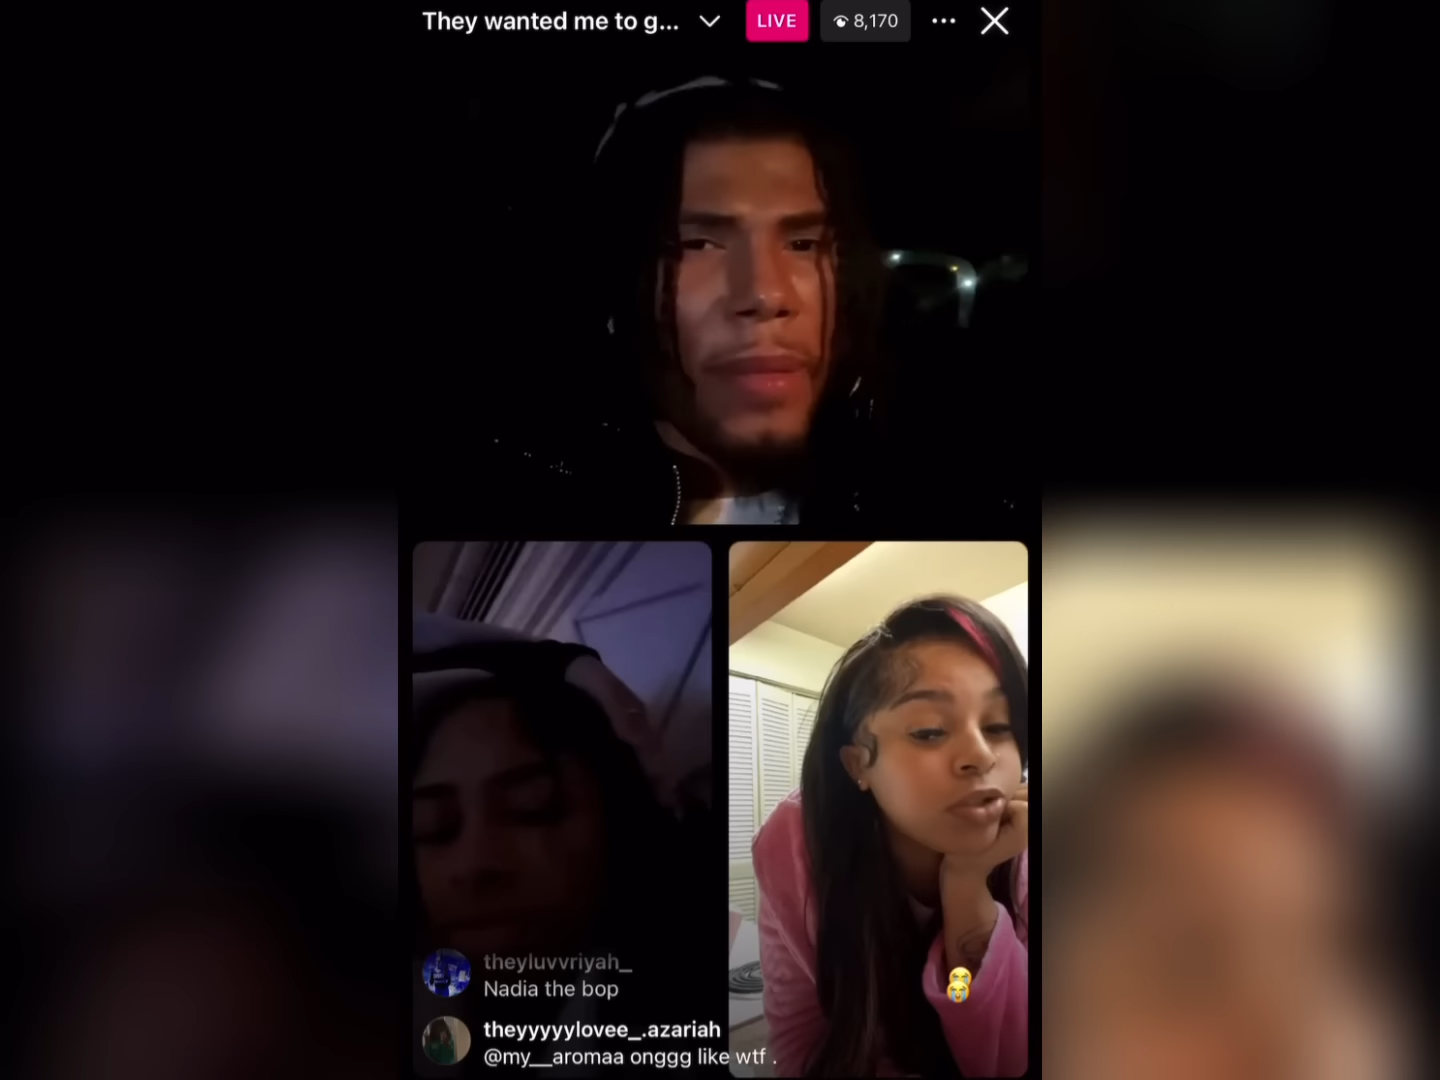 They wanted me to g...
LIVE
8,170
theyluvvriyah_
Nadia the bop
theyyyyylovee_.azariah
@my__aromaa onggg like wtf .